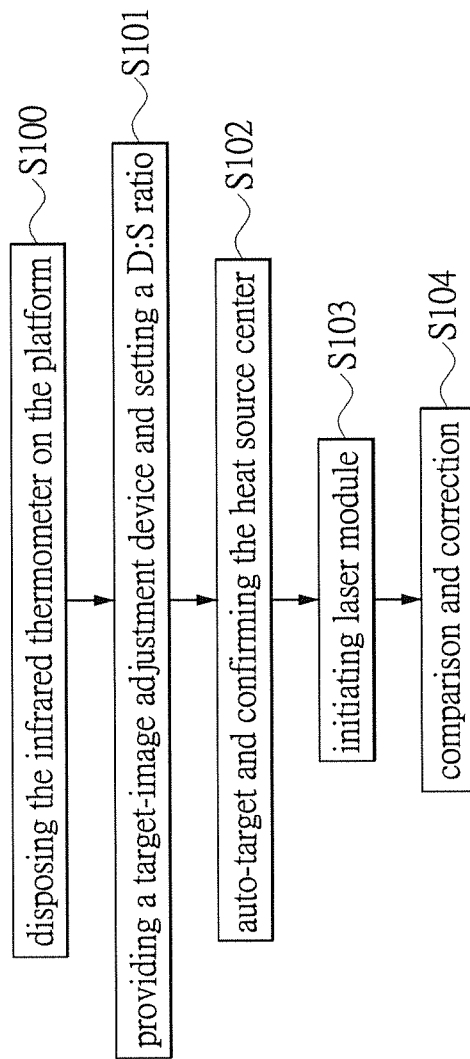 disposing the infrared thermometer on the platform
S100
providing a target-image adjustment device and setting a D:S ratio
S101
auto-target and confirming the heat source center
S102
initiating laser module
S103
comparison and correction
S104